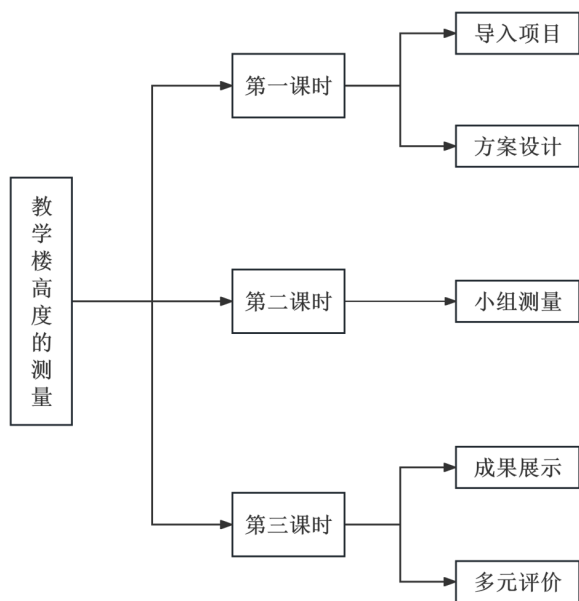 教学楼高度的测量
第一课时
导入项目
方案设计
第二课时
小组测量
第三课时
成果展示
多元评价